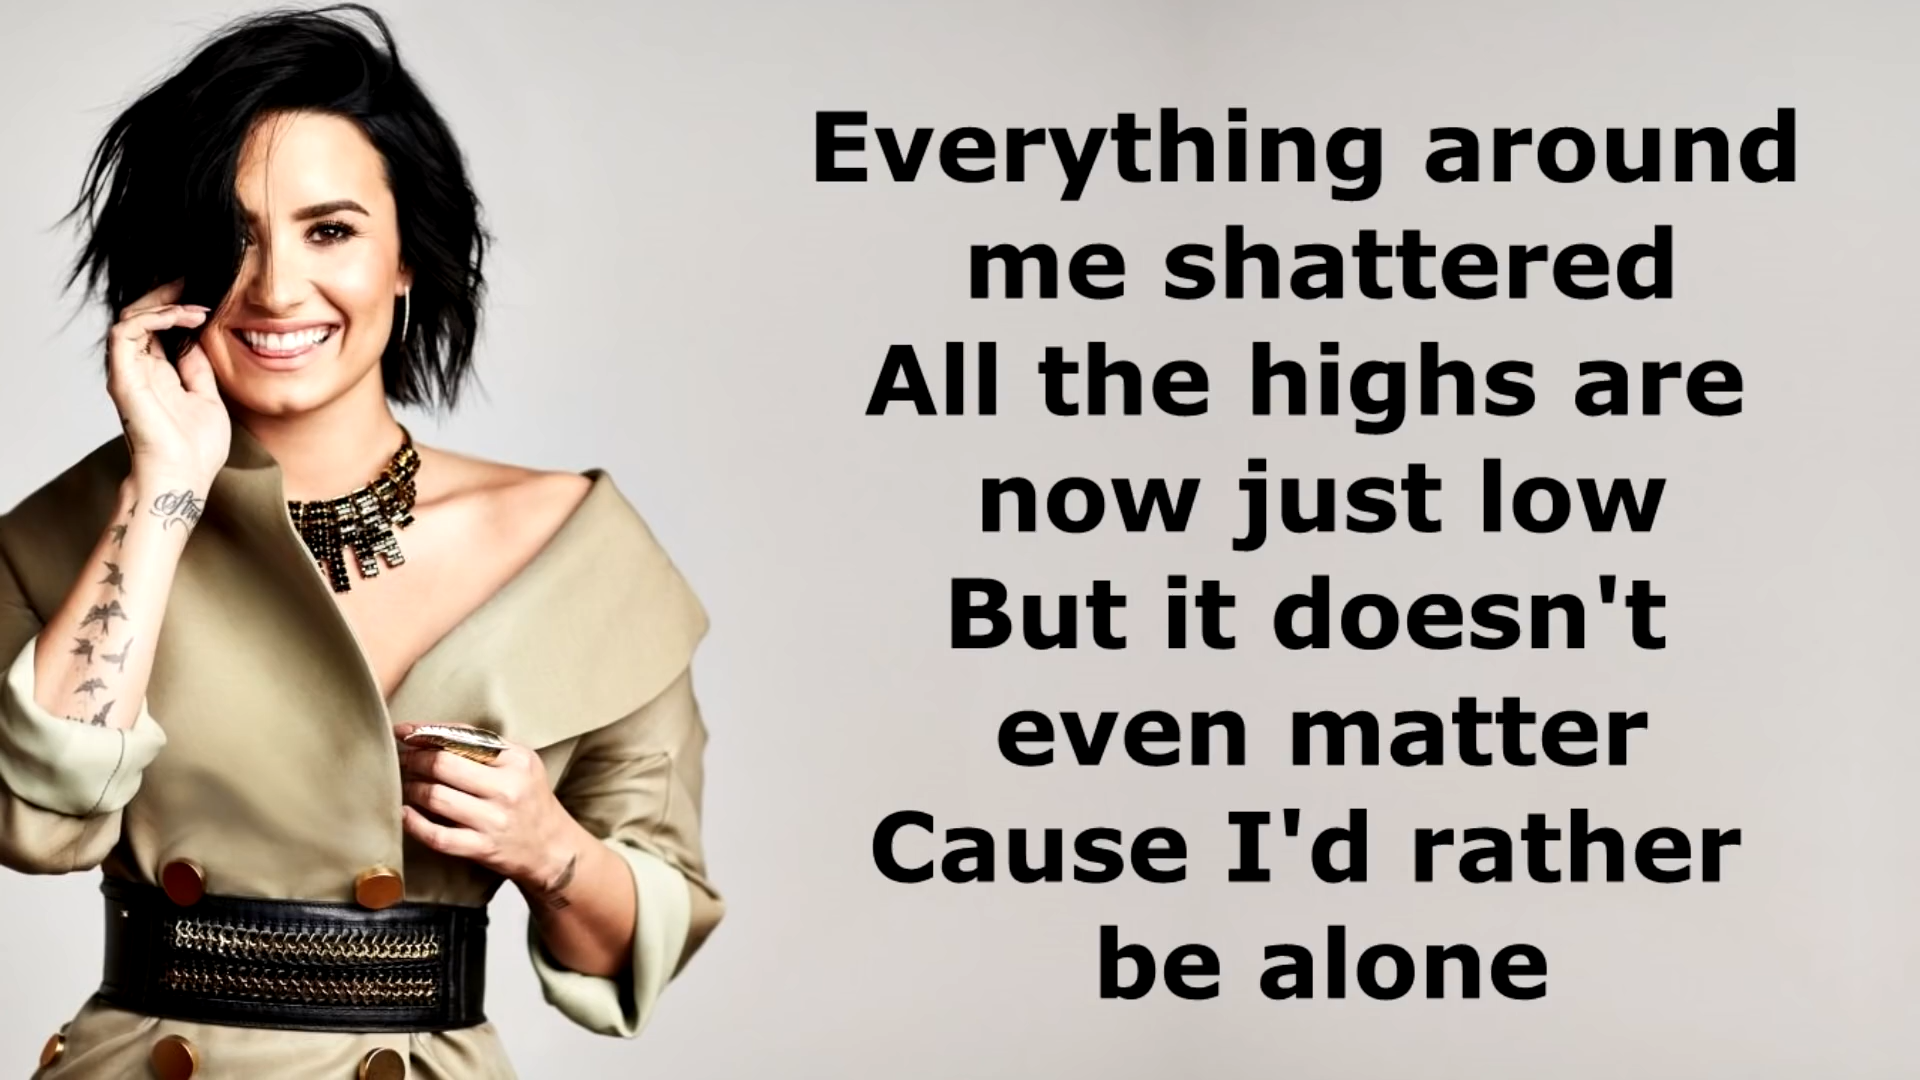 Everything around
me shattered
All the highs are
now just low
But it doesn't
even matter
Cause I'd rather
be alone